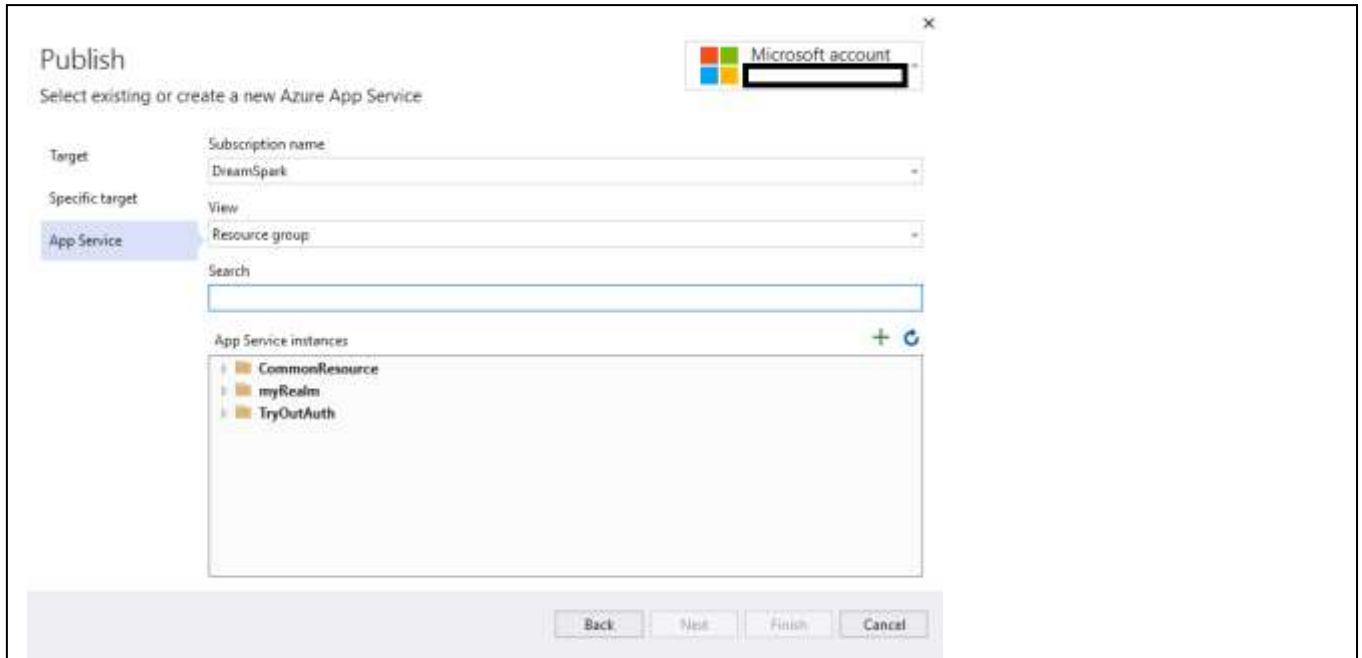 Publish
Microsoft account
Select existing or create a new Azure App Service
Target
Specific target
App Service
Subscription name
DreamSpark
View
Resource group
Search
App Service instances
CommonResource
myRealm
TryOutAuth
Back
Next
Finish
Cancel